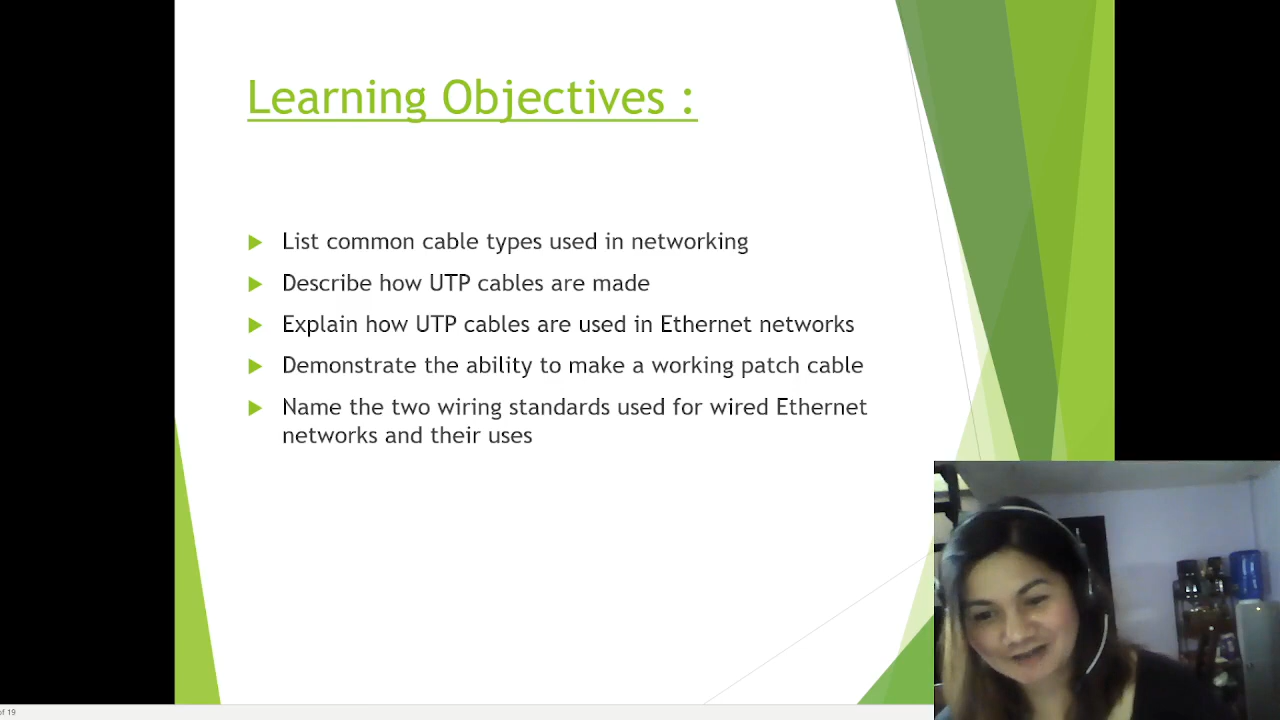 Learning Objectives :
List common cable types used in networking
Describe how UTP cables are made
Explain how UTP cables are used in Ethernet networks
Demonstrate the ability to make a working patch cable
Name the two wiring standards used for wired Ethernet
networks and their uses
of 19